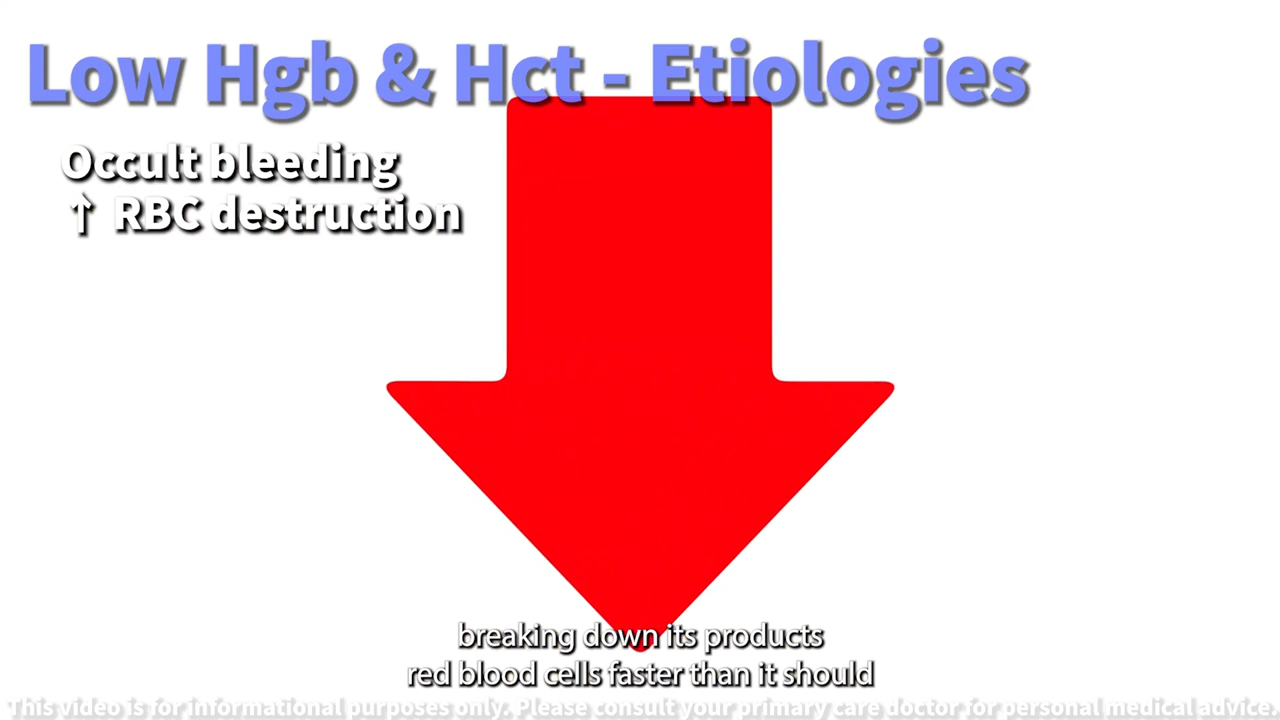 Low Hgb & Hct - Etiologies
Occult bleeding
↑ RBC destruction
breaking down its products
red blood cells faster than it should
This video is for informational purposes only. Please consult your primary care doctor for personal medical advice.